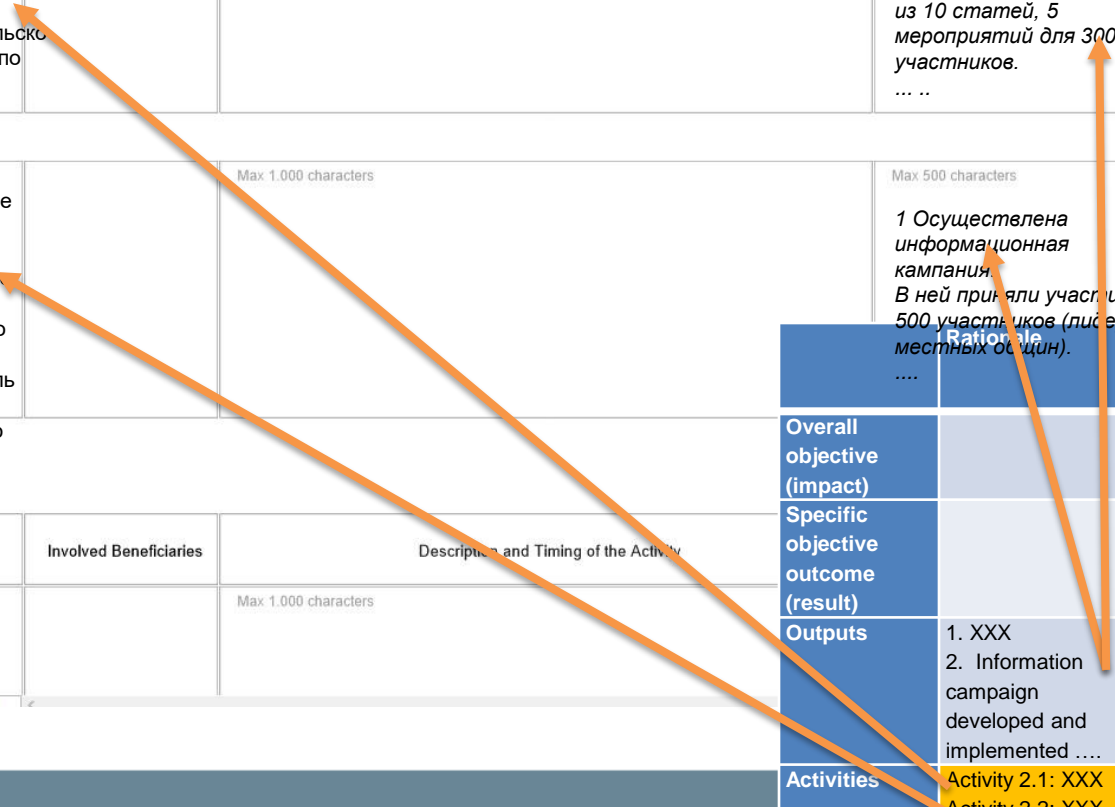 из 10 статей, 5
мероприятий для 300
участников.
... ..
по
Max 1.000 characters
Max 500 characters
1 Осуществлена
информационная
кампания.
В ней приняли
500 участников
местных общин).
....
Involved Beneficiaries
Description and Timing of the Activity
Max 1.000 characters
Rationale
Overall
objective
(impact)
Specific
objective
outcome
(result)
Outputs
1. XXX
2. Information
campaign
developed and
implemented ….
Activities
Activity 2.1: XXX